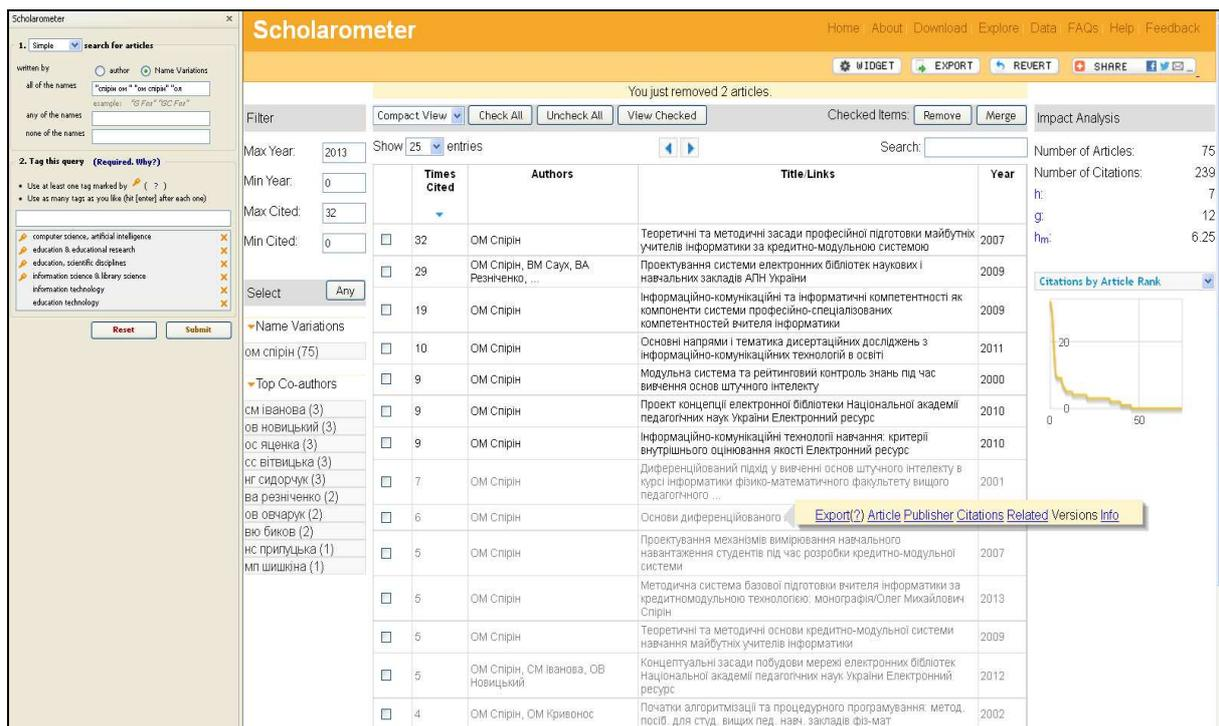 Scholarometer ×
1. Simple search for articles
written by author Name Variations
all of the names "спірін ом" "ом спірін" "ол
example: "G Fox" "GC Fox"
any of the names
none of the names
2. Tag this query (Required. Why?)
• Use at least one tag marked by ( ? )
• Use as many tags as you like (hit [enter] after each one)
computer science, artificial intelligence X
education & educational research X
education, scientific disciplines X
information science & library science X
information technology X
education technology X
Reset Submit
Scholarometer
Home About Download Explore Data FAQs Help Feedback
WIDGET EXPORT REVERT SHARE
You just removed 2 articles.
Filter
Max Year: 2013
Min Year: 0
Max Cited: 32
Min Cited: 0
Select Any
Name Variations
ом спірін (75)
Top Co-authors
см іванова (3)
ов новицький (3)
ос яценка (3)
сс вітвицька (3)
нг сидорчук (3)
ва резніченко (2)
ов овчарук (2)
вю биков (2)
нс прилуцька (1)
мп шишкіна (1)
Compact View Check All Uncheck All View Checked Checked Items: Remove Merge
Show 25 entries Search:
Times Cited Authors Title/Links Year
32 ОМ Спірін Теоретичні та методичні засади професійної підготовки майбутніх 2007
учителів інформатики за кредитно-модульною системою
29 ОМ Спірін, ВМ Саух, ВА Проектування системи електронних бібліотек наукових і 2009
Резніченко, ... навчальних закладів АПН України
Інформаційно-комунікаційні та інформатичні компетентності як
19 ОМ Спірін компоненти системи професійно-спеціалізованих 2009
компетентностей вчителя інформатики
10 ОМ Спірін Основні напрями і тематика дисертаційних досліджень з 2011
інформаційно-комунікаційних технологій в освіті
9 ОМ Спірін Модульна система та рейтинговий контроль знань під час 2000
вивчення основ штучного інтелекту
9 ОМ Спірін Проект концепції електронної бібліотеки Національної академії 2010
педагогічних наук України Електронний ресурс
9 ОМ Спірін Інформаційно-комунікаційні технології навчання: критерії 2010
внутрішнього оцінювання якості Електронний ресурс
Диференційований підхід у вивченні основ штучного інтелекту в
7 ОМ Спірін курсі інформатики фізико-математичного факультету вищого 2001
педагогічного ...
6 ОМ Спірін Основи диференційованого
Export(?) Article Publisher Citations Related Versions Info
Проектування механізмів вимірювання навчального
5 ОМ Спірін навантаження студентів під час розробки кредитно-модульної 2007
системи
Методична система базової підготовки вчителя інформатики за
5 ОМ Спірін кредитномодульною технологією: монографія/Олег Михайлович 2013
Спірін
5 ОМ Спірін Теоретичні та методичні основи кредитно-модульної системи 2009
навчання майбутніх учителів інформатики
Концептуальні засади побудови мережі електронних бібліотек
5 ОМ Спірін, СМ Іванова, ОВ Національної академії педагогічних наук України Електронний 2012
Новицький ресурс
4 ОМ Спірін, ОМ Кривонос Початки алгоритмізації та процедурного програмування: метод. 2002
посіб. для студ. вищих пед. навч. закладів фіз-мат
Impact Analysis
Number of Articles: 75
Number of Citations: 239
h: 7
g: 12
hm: 6.25
Citations by Article Rank
20
0
0 50